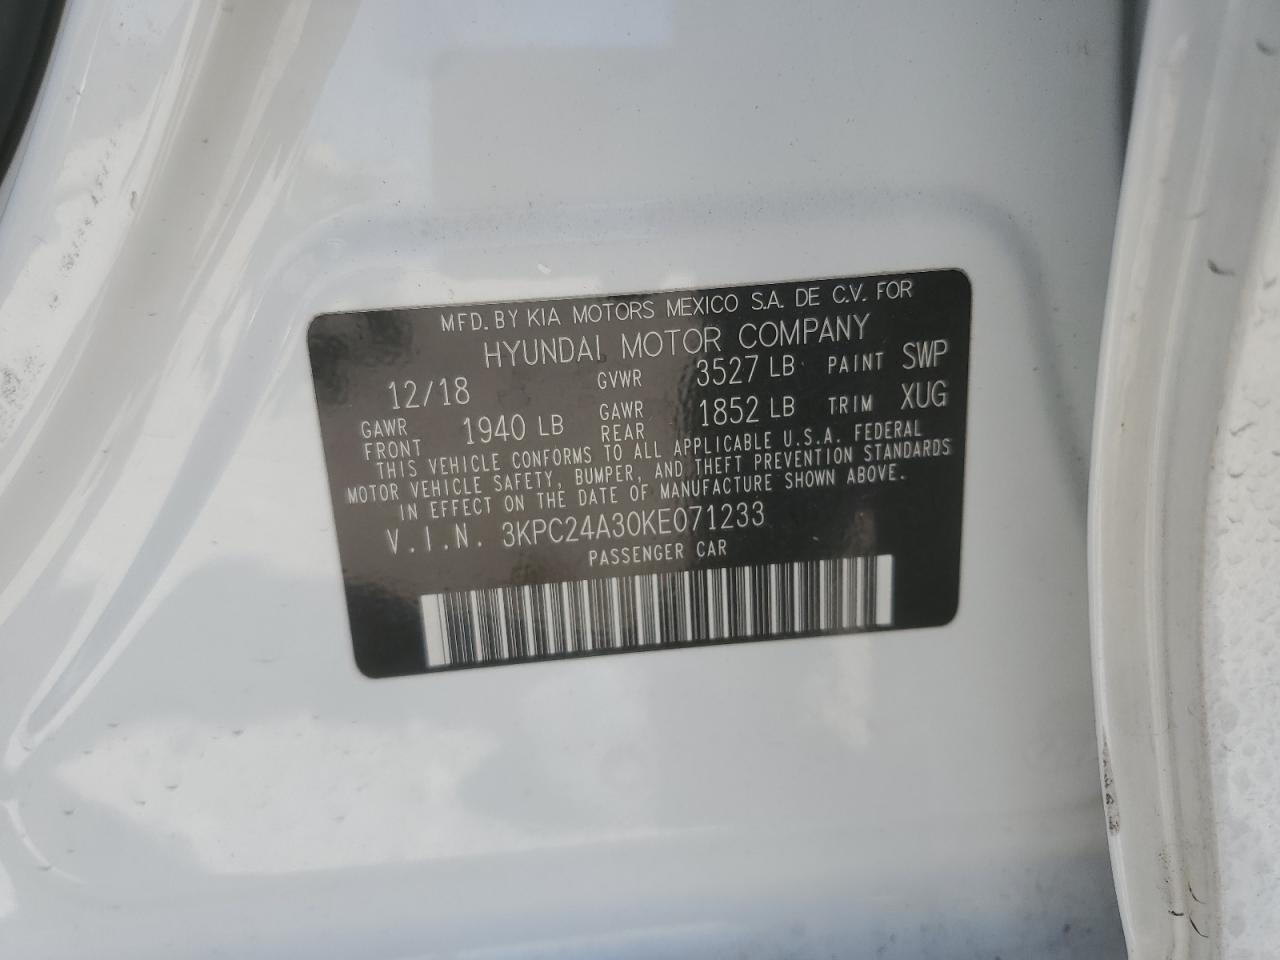 MFD. BY KIA MOTORS MEXICO S.A. DE C.V. FOR
HYUNDAI MOTOR COMPANY
12/18 GVWR 3527 LB PAINT SWP
GAWR FRONT 1940 LB GAWR REAR 1852 LB TRIM XUG
THIS VEHICLE CONFORMS TO ALL APPLICABLE U.S.A. FEDERAL
MOTOR VEHICLE SAFETY, BUMPER, AND THEFT PREVENTION STANDARDS
IN EFFECT ON THE DATE OF MANUFACTURE SHOWN ABOVE.
V.I.N. 3KPC24A30KE071233
PASSENGER CAR